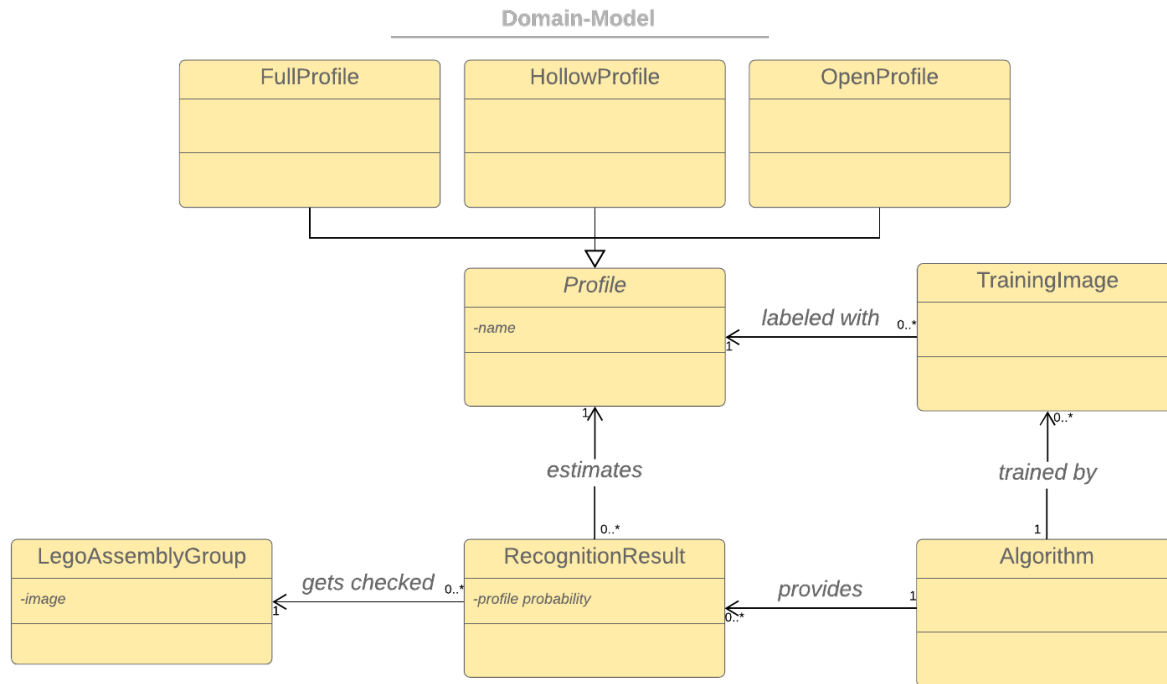 Domain-Model
FullProfile
HollowProfile
OpenProfile
Profile
-name
TrainingImage
labeled with
0..*
1
1
0..*
estimates
trained by
0..*
1
LegoAssemblyGroup
-image
RecognitionResult
-profile probability
Algorithm
gets checked
0..*
1
provides
1
0..*